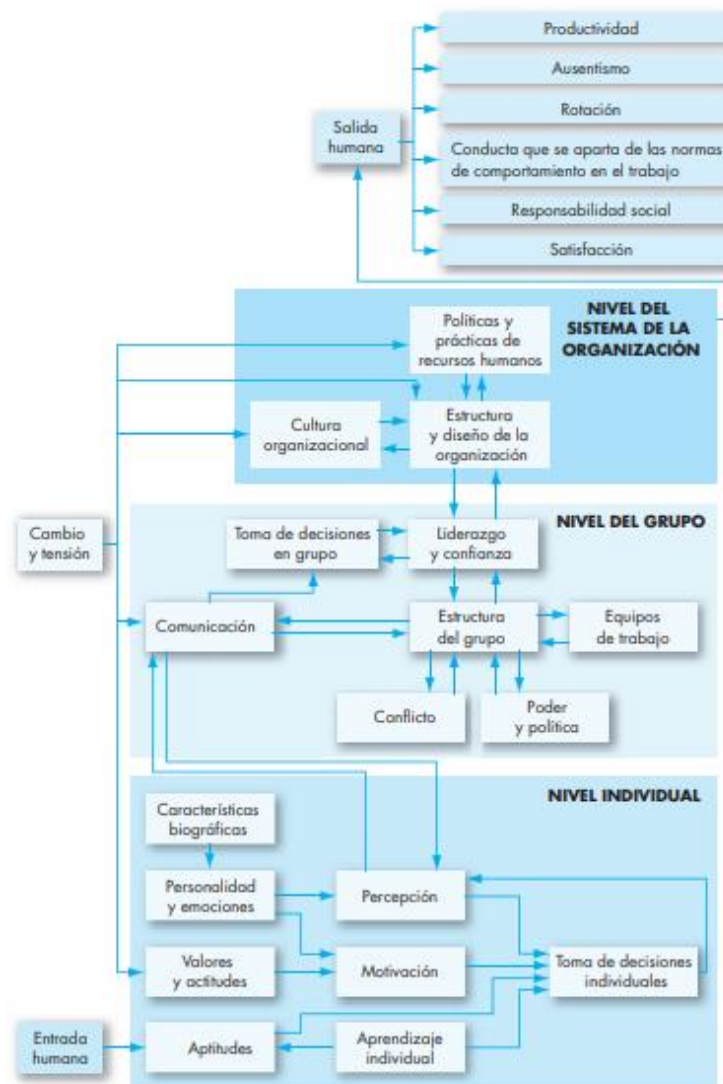 Productividad
Ausentismo
Rotación
Salida
humana
Conducta que se aparta de las normas
de comportamiento en el trabajo
Responsabilidad social
Satisfacción
NIVEL DEL
SISTEMA DE LA
ORGANIZACIÓN
Políticas y
prácticas de
recursos humanos
Cultura
organizacional
Estructura
y diseño de la
organización
NIVEL DEL GRUPO
Cambio
y tensión
Toma de decisiones
en grupo
Liderazgo
y confianza
Comunicación
Estructura
del grupo
Equipos
de trabajo
Conflicto
Poder
y política
NIVEL INDIVIDUAL
Características
biográficas
Personalidad
y emociones
Percepción
Valores
y actitudes
Motivación
Toma de decisiones
individuales
Entrada
humana
Aptitudes
Aprendizaje
individual